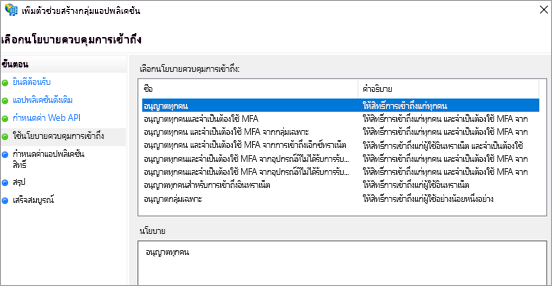 เพิ่มตัวช่วยสร้างกลุ่มแอปพลิเคชัน
เลือกนโยบายควบคุมการเข้าถึง
ขั้นตอน
ยินดีต้อนรับ
แอปพลิเคชันดั้งเดิม
กำหนดค่า Web API
ใช้นโยบายควบคุมการเข้าถึง
กำหนดค่าแอปพลิเคชัน
สิทธิ์
สรุป
เสร็จสมบูรณ์
เลือกนโยบายควบคุมการเข้าถึง:
ชื่อ คำอธิบาย
อนุญาตทุกคน ให้สิทธิ์การเข้าถึงแก่ทุกคน
อนุญาตทุกคนและจำเป็นต้องใช้ MFA ให้สิทธิ์การเข้าถึงแก่ทุกคน และจำเป็นต้องใช้ MFA จาก
อนุญาตทุกคน และจำเป็นต้องใช้ MFA จากกลุ่มเฉพาะ ให้สิทธิ์การเข้าถึงแก่ทุกคน และจำเป็นต้องใช้ MFA จาก
อนุญาตทุกคนและจำเป็นต้องใช้ MFA จากการเข้าถึงเอ็กซ์ทราเน็ต ให้สิทธิ์การเข้าถึงแก่ผู้ใช้อินทราเน็ต และจำเป็นต้องใช้
อนุญาตทุกคนและจำเป็นต้องใช้ MFA จากอุปกรณ์ที่ไม่ได้รับการรับ... ให้สิทธิ์การเข้าถึงแก่ทุกคน และจำเป็นต้องใช้ MFA จาก
อนุญาตทุกคนและจำเป็นต้องใช้ MFA จากอุปกรณ์ที่ไม่ได้รับการรับ... ให้สิทธิ์การเข้าถึงแก่ทุกคน และจำเป็นต้องใช้ MFA จาก
อนุญาตทุกคนสำหรับการเข้าถึงอินทราเน็ต ให้สิทธิ์การเข้าถึงแก่ผู้ใช้อินทราเน็ต
อนุญาตกลุ่มเฉพาะ ให้สิทธิ์การเข้าถึงแก่ผู้ใช้อย่างน้อยหนึ่งอย่าง
นโยบาย
อนุญาตทุกคน